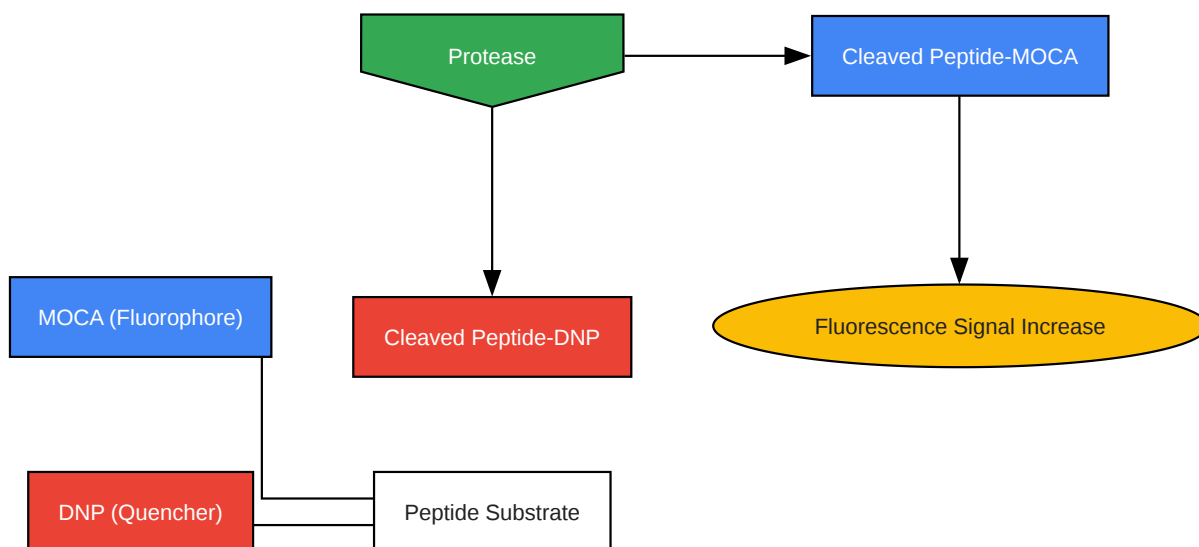 Protease
Cleaved Peptide-MOCA
MOCA (Fluorophore)
Cleaved Peptide-DNP
Fluorescence Signal Increase
DNP (Quencher)
Peptide Substrate